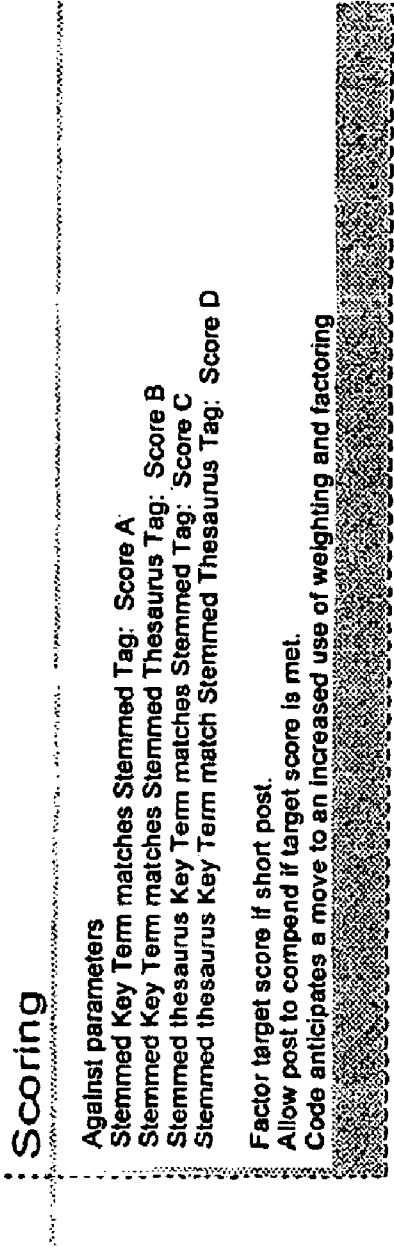 Scoring
Against parameters
Stemmed Key Term matches Stemmed Tag: Score A
Stemmed Key Term matches Stemmed Thesaurus Tag: Score B
Stemmed thesaurus Key Term matches Stemmed Tag: Score C
Stemmed thesaurus Key Term match Stemmed Thesaurus Tag: Score D
Factor target score if short post.
Allow post to compend if target score is met.
Code anticipates a move to an increased use of weighting and factoring